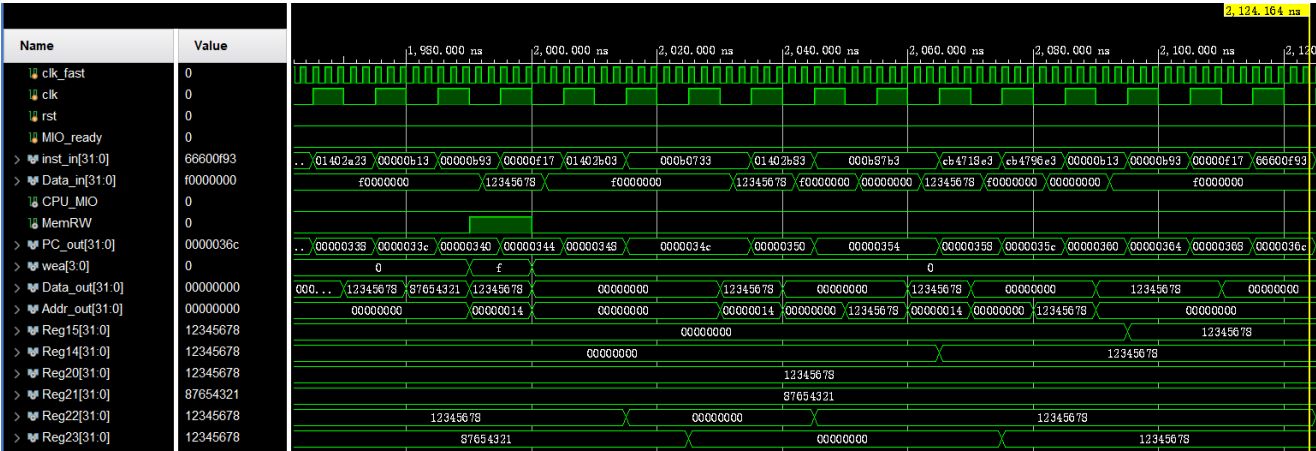 2,124.164 ns
Name Value
1,980.000 ns 2,000.000 ns 2,020.000 ns 2,040.000 ns 2,060.000 ns 2,080.000 ns 2,100.000 ns 2,120
clk_fast 0
clk 0
rst 0
MIO_ready 0
inst_in[31:0] 66600f93 .. 01402a23 00000b13 00000b93 00000f17 01402b03 000b0733 01402b83 000b87b3 cb4718e3 cb4796e3 00000b13 00000b93 00000f17 66600f93
Data_in[31:0] f0000000 f0000000 12345678 f0000000 12345678 f0000000 00000000 12345678 f0000000 00000000 f0000000
CPU_MIO 0
MemRW 0
PC_out[31:0] 0000036c .. 00000338 0000033c 00000340 00000344 00000348 0000034c 00000350 00000354 00000358 0000035c 00000360 00000364 00000368 0000036c
wea[3:0] 0 0 f 0
Data_out[31:0] 00000000 000... 12345678 87654321 12345678 00000000 12345678 00000000 12345678 00000000 12345678 00000000
Addr_out[31:0] 00000000 00000000 00000014 00000000 00000014 00000000 12345678 00000014 00000000 12345678 00000000
Reg15[31:0] 12345678 00000000 12345678
Reg14[31:0] 12345678 00000000 12345678
Reg20[31:0] 12345678 12345678
Reg21[31:0] 87654321 87654321
Reg22[31:0] 12345678 12345678 00000000 12345678
Reg23[31:0] 12345678 87654321 00000000 12345678